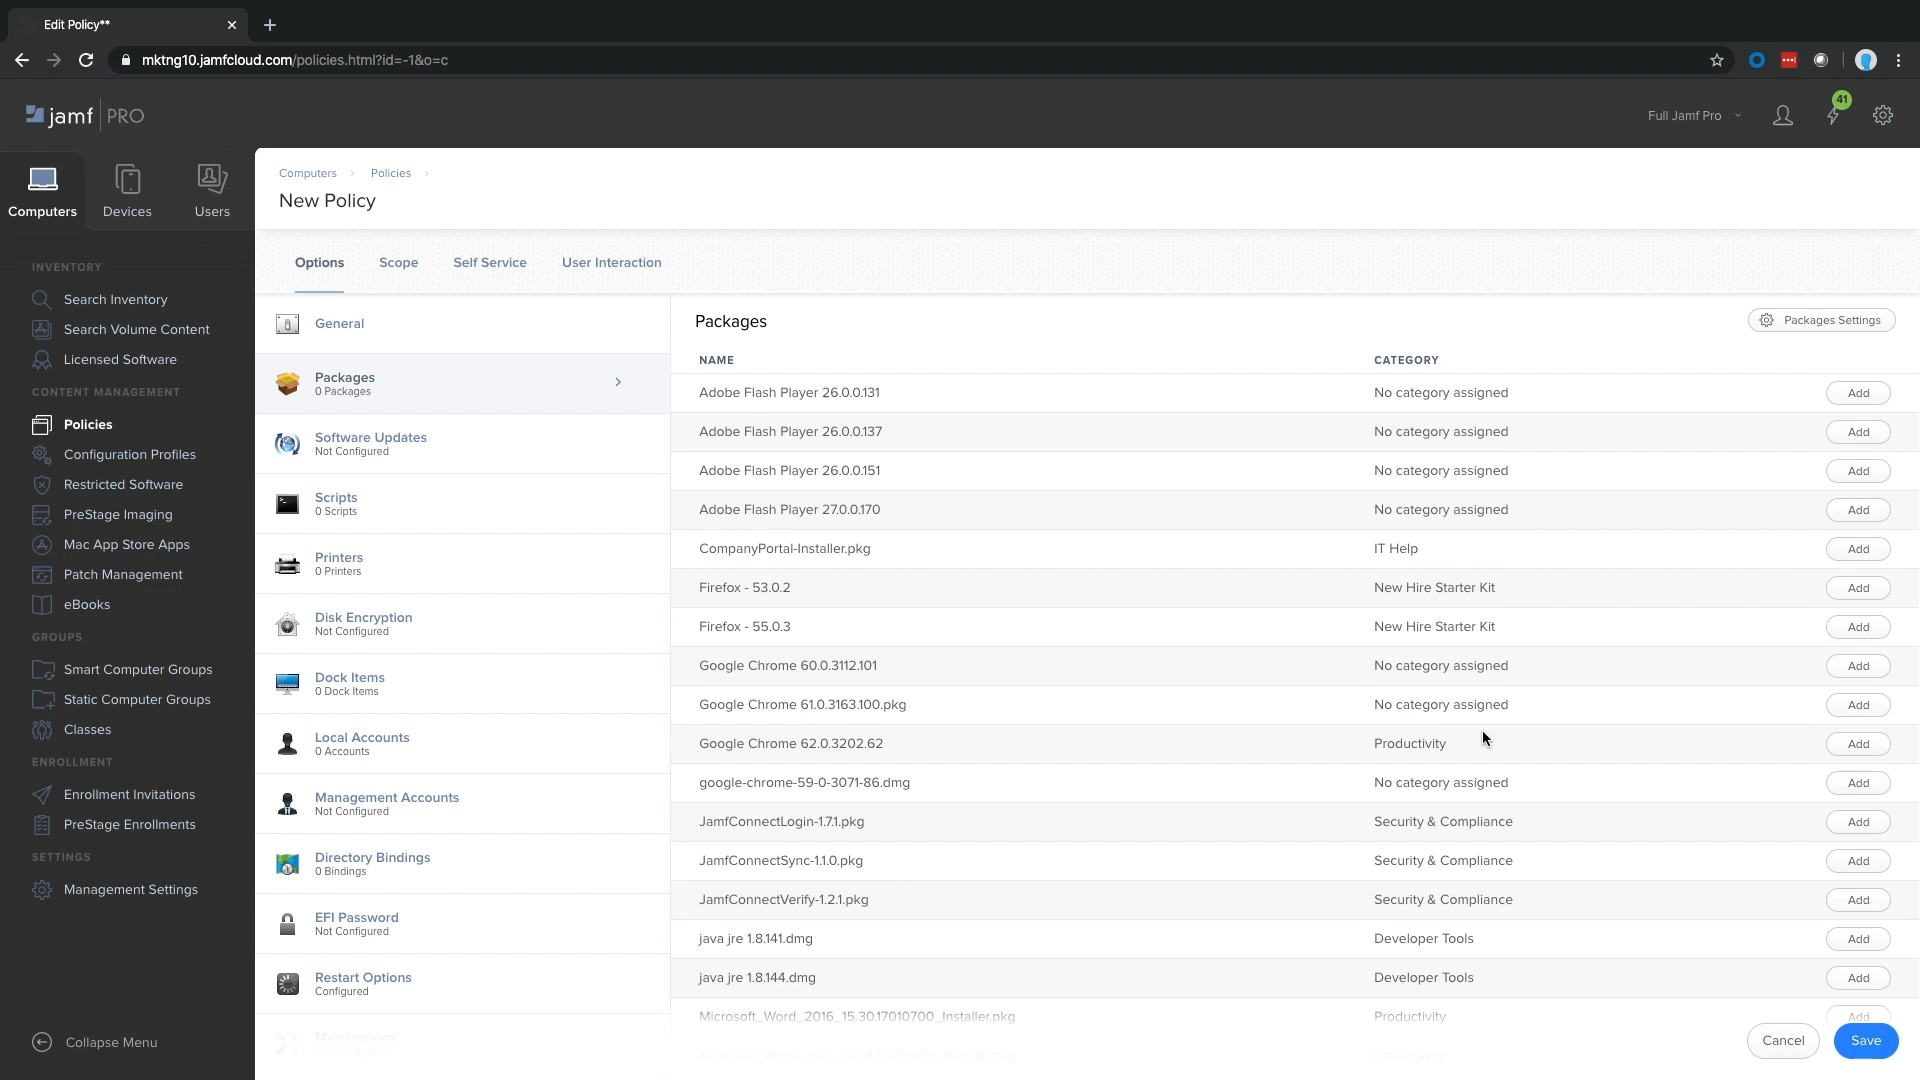 Edit Policy**
mktng10.jamfcloud.com/policies.html?id=-1&o=c
jamf PRO
Full Jamf Pro
41
Computers
Devices
Users
INVENTORY
Search Inventory
Search Volume Content
Licensed Software
CONTENT MANAGEMENT
Policies
Configuration Profiles
Restricted Software
PreStage Imaging
Mac App Store Apps
Patch Management
eBooks
GROUPS
Smart Computer Groups
Static Computer Groups
Classes
ENROLLMENT
Enrollment Invitations
PreStage Enrollments
SETTINGS
Management Settings
Collapse Menu
Computers > Policies >
New Policy
Options
Scope
Self Service
User Interaction
General
Packages
0 Packages
Software Updates
Not Configured
Scripts
0 Scripts
Printers
0 Printers
Disk Encryption
Not Configured
Dock Items
0 Dock Items
Local Accounts
0 Accounts
Management Accounts
Not Configured
Directory Bindings
0 Bindings
EFI Password
Not Configured
Restart Options
Configured
Maintenance
Not Configured
Packages
Packages Settings
NAME CATEGORY
Adobe Flash Player 26.0.0.131 No category assigned Add
Adobe Flash Player 26.0.0.137 No category assigned Add
Adobe Flash Player 26.0.0.151 No category assigned Add
Adobe Flash Player 27.0.0.170 No category assigned Add
CompanyPortal-Installer.pkg IT Help Add
Firefox - 53.0.2 New Hire Starter Kit Add
Firefox - 55.0.3 New Hire Starter Kit Add
Google Chrome 60.0.3112.101 No category assigned Add
Google Chrome 61.0.3163.100.pkg No category assigned Add
Google Chrome 62.0.3202.62 Productivity Add
google-chrome-59-0-3071-86.dmg No category assigned Add
JamfConnectLogin-1.7.1.pkg Security & Compliance Add
JamfConnectSync-1.1.0.pkg Security & Compliance Add
JamfConnectVerify-1.2.1.pkg Security & Compliance Add
java jre 1.8.141.dmg Developer Tools Add
java jre 1.8.144.dmg Developer Tools Add
Microsoft_Word_2016_15.30.17010700_Installer.pkg Productivity Add
Cancel
Save